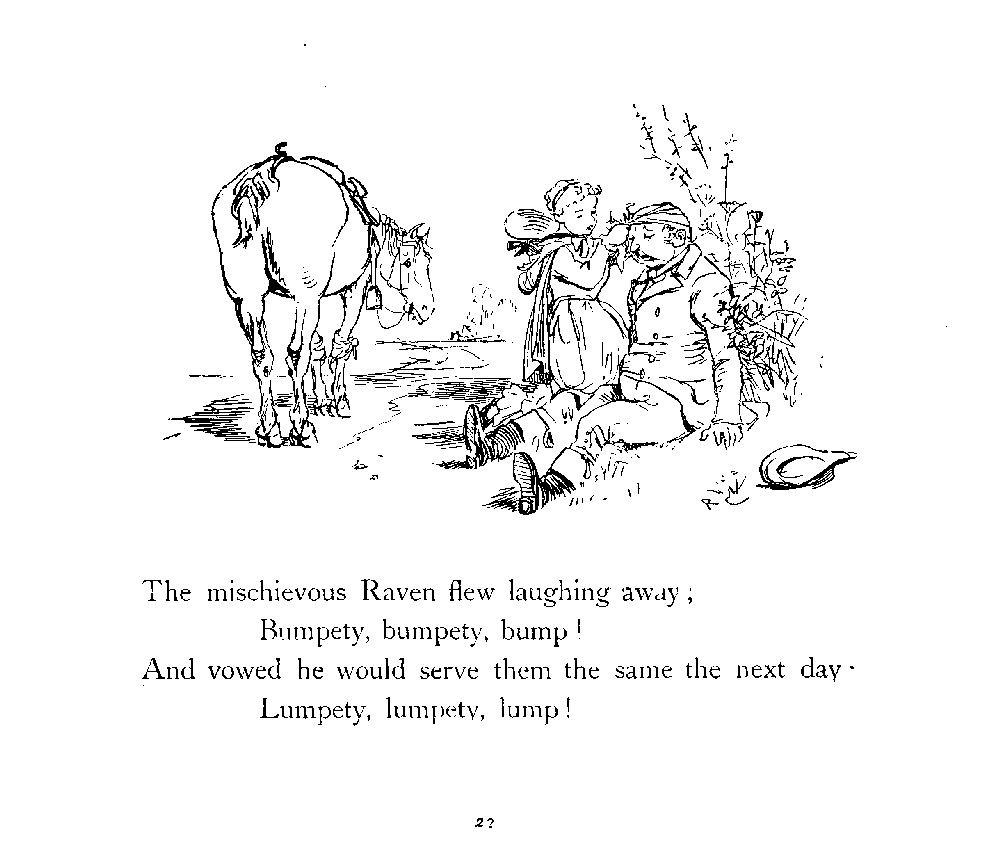 The mischievous Raven flew laughing away ;
Bumpety, bumpety, bump !
And vowed he would serve them the same the next day·
Lumpety, lumpety, lump !